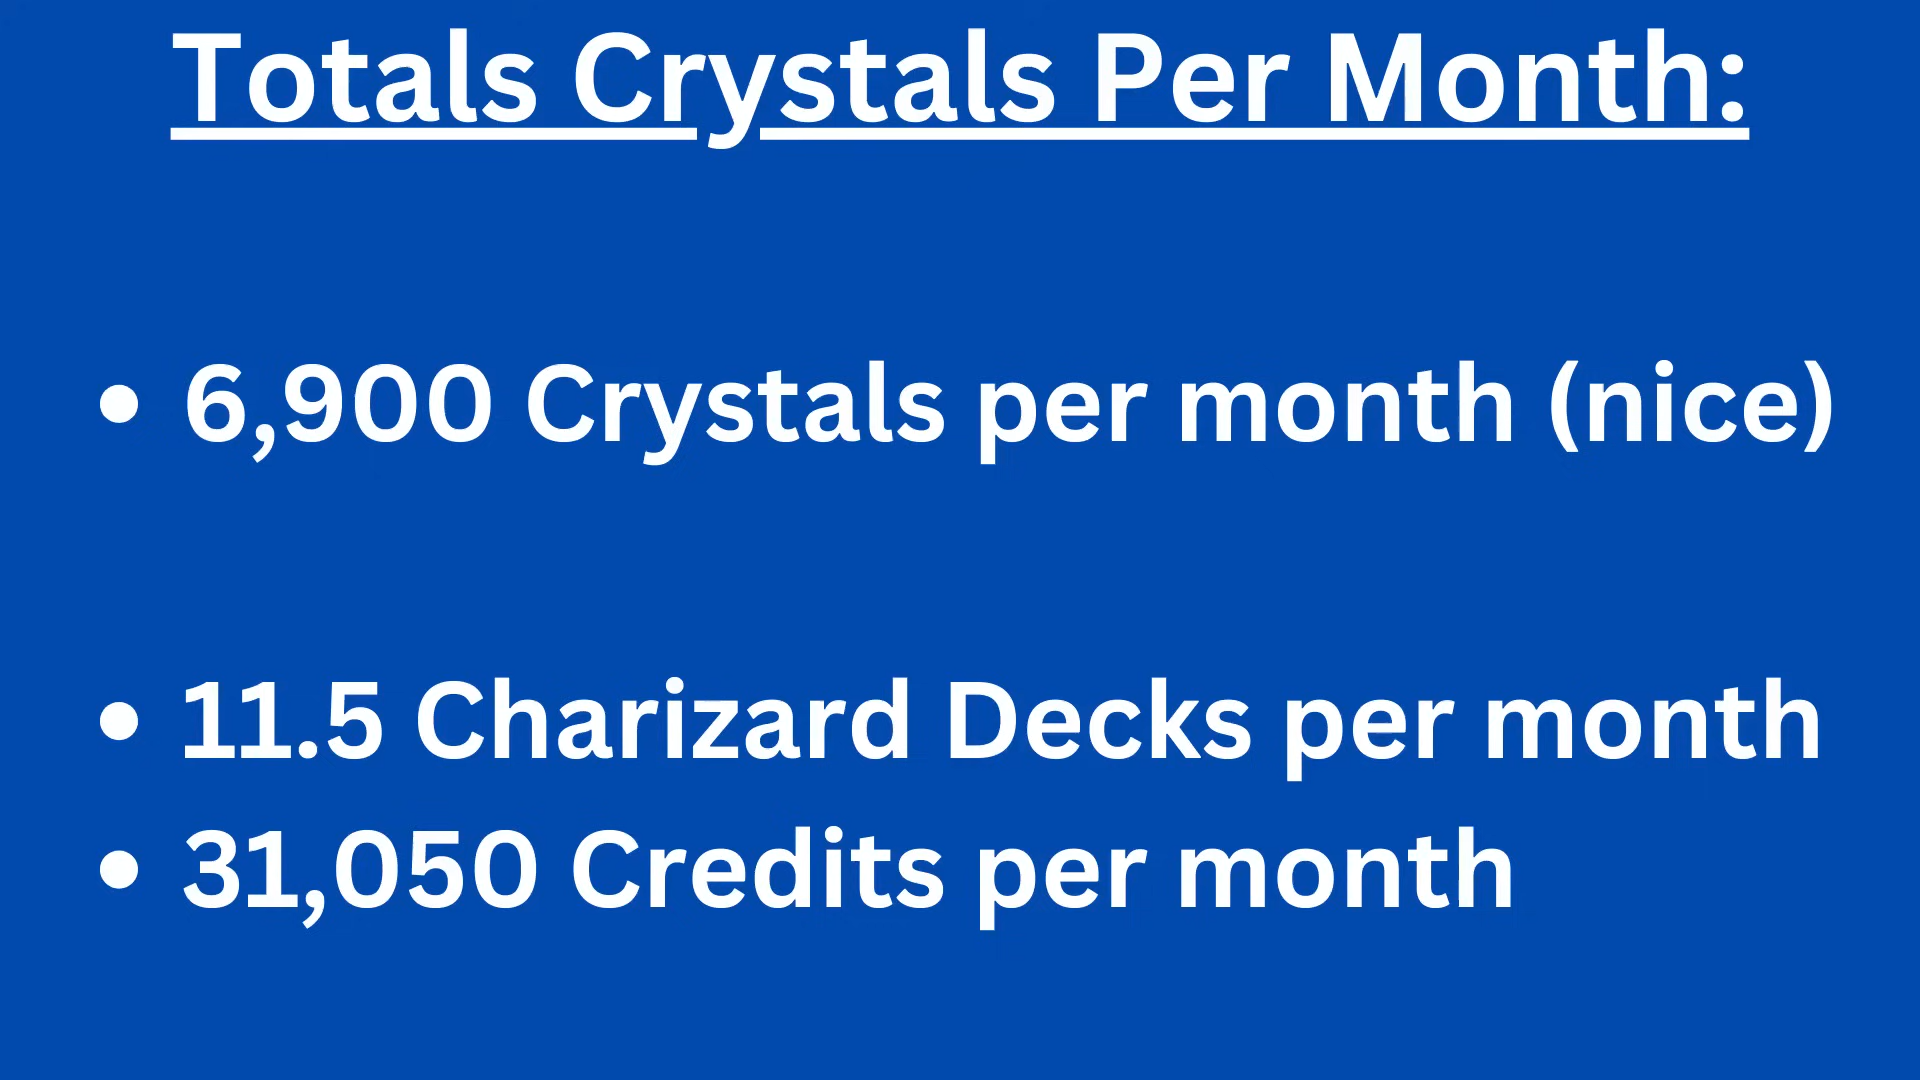 Totals Crystals Per Month:
• 6,900 Crystals per month (nice)
• 11.5 Charizard Decks per month
• 31,050 Credits per month